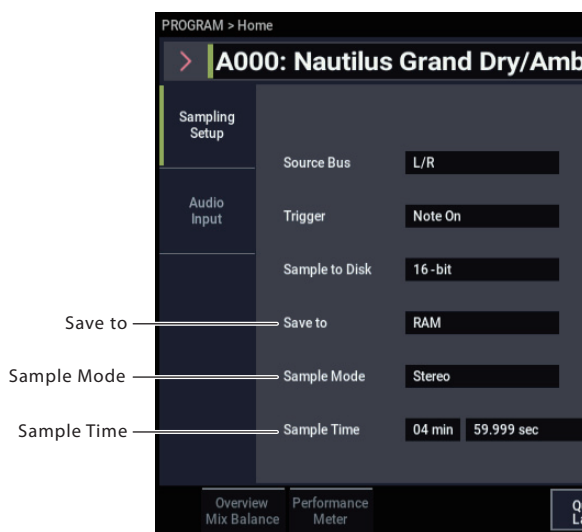 PROGRAM > Home
A000: Nautilus Grand Dry/Amb
Sampling
Setup
Audio
Input
Source Bus L/R
Trigger Note On
Sample to Disk 16-bit
Save to Save to RAM
Sample Mode Sample Mode Stereo
Sample Time Sample Time 04 min 59.999 sec
Overview
Mix Balance
Performance
Meter